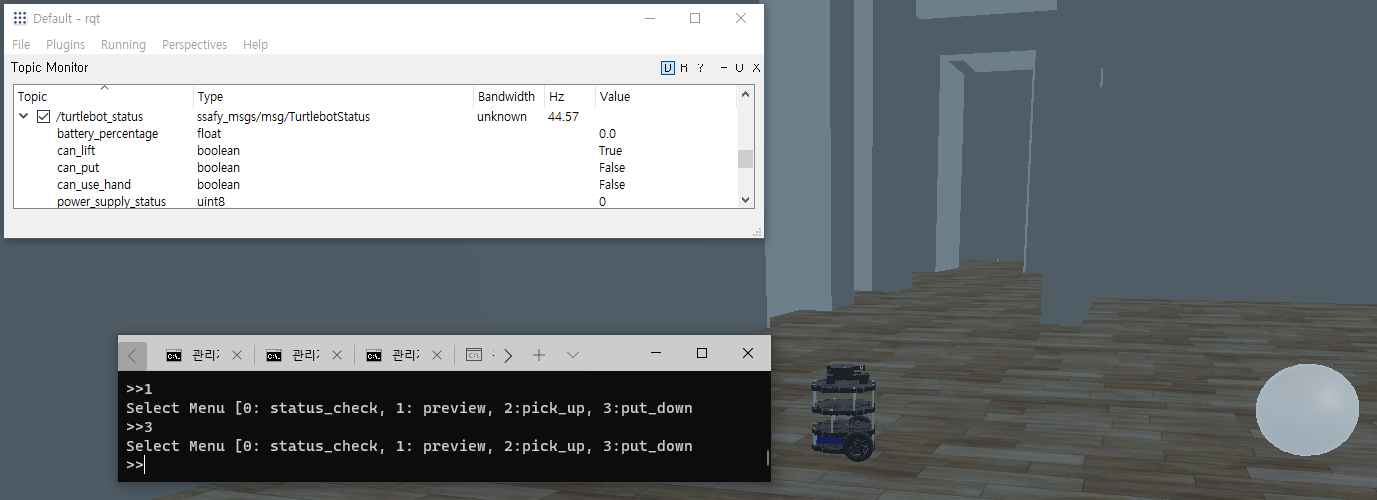 Default - rqt
File Plugins Running Perspectives Help
Topic Monitor
D R ? - U X
Topic Type Bandwidth Hz Value
/turtlebot_status ssafy_msgs/msg/TurtlebotStatus unknown 44.57
battery_percentage float 0.0
can_lift boolean True
can_put boolean False
can_use_hand boolean False
power_supply_status uint8 0
관리 관리 관리
>>1
Select Menu [0: status_check, 1: preview, 2:pick_up, 3:put_down
>>3
Select Menu [0: status_check, 1: preview, 2:pick_up, 3:put_down
>>